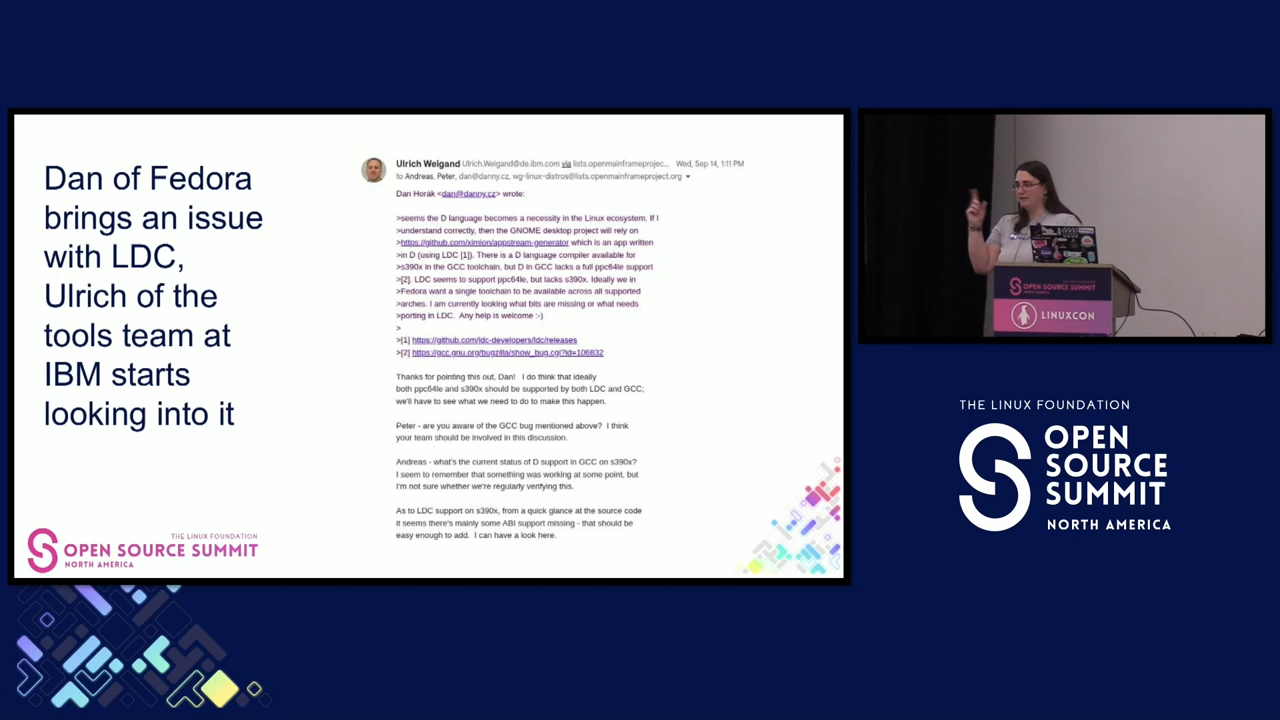 Dan of Fedora
brings an issue
with LDC,
Ulrich of the
tools team at
IBM starts
looking into it
Ulrich Weigand Ulrich.Weigand@de.ibm.com via lists.openmainframeprojec... Wed, Sep 14, 1:11 PM
to Andreas, Peter, dan@danny.cz, wg-linux-distros@lists.openmainframeproject.org
Dan Horák <dan@danny.cz> wrote:
>seems the D language becomes a necessity in the Linux ecosystem. If I
>understand correctly, then the GNOME desktop project will rely on
>https://github.com/ximion/appstream-generator which is an app written
>in D (using LDC [1]). There is a language compiler available for
>s390x in the GCC toolchain, but D in GCC lacks a full ppc64le support
>[2]. LDC seems to support ppc64le, but lacks s390x. Ideally we in
>Fedora want a single toolchain to be available across all supported
>arches. I am currently looking what bits are missing or what needs
>porting in LDC. Any help is welcome :-)
>
>[1] https://github.com/ldc-developers/ldc/releases
>[2] https://gcc.gnu.org/bugzilla/show_bug.cgi?id=106832
Thanks for pointing this out, Dan! I do think that ideally
both ppc64le and s390x should be supported by both LDC and GCC;
we'll have to see what we need to do to make this happen.
Peter - are you aware of the GCC bug mentioned above? I think
your team should be involved in this discussion.
Andreas - what's the current status of D support in GCC on s390x?
I seem to remember that something was working at some point, but
I'm not sure whether we're regularly verifying this.
As to LDC support on s390x, from a quick glance at the source code
it seems there's mainly some ABI support missing - that should be
easy enough to add. I can have a look here.
THE LINUX FOUNDATION
OPEN SOURCE SUMMIT
NORTH AMERICA
OPEN SOURCE SUMMIT
LINUXCON
THE LINUX FOUNDATION
OPEN
SOURCE
SUMMIT
NORTH AMERICA